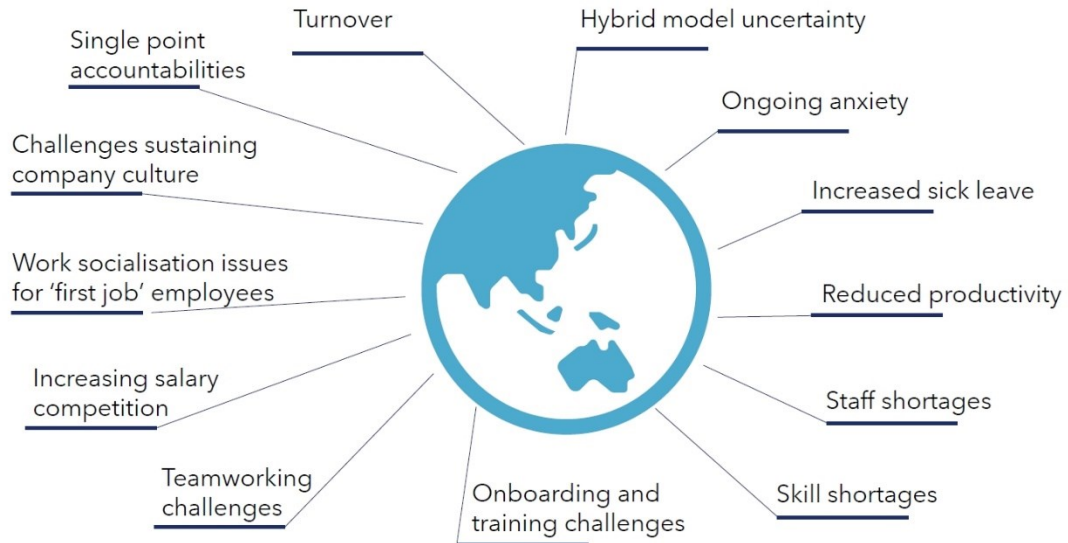 Turnover
Hybrid model uncertainty
Single point
accountabilities
Ongoing anxiety
Challenges sustaining
company culture
Increased sick leave
Work socialisation issues
for ‘first job’ employees
Reduced productivity
Increasing salary
competition
Staff shortages
Teamworking
challenges
Onboarding and
training challenges
Skill shortages